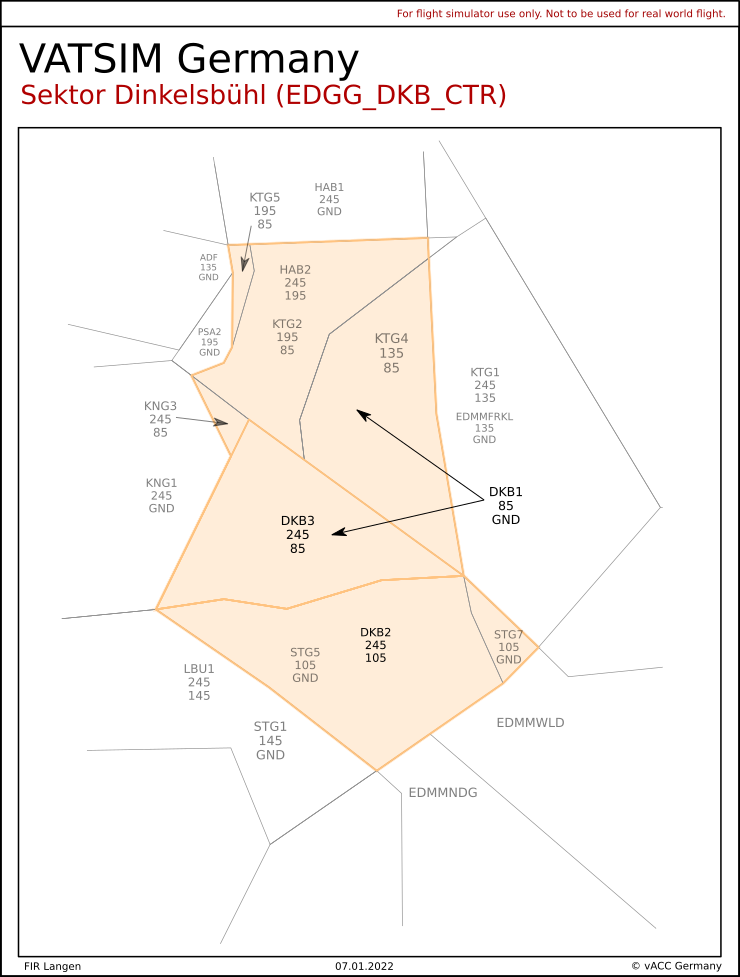 For flight simulator use only. Not to be used for real world flight.
VATSIM Germany
Sektor Dinkelsbühl (EDGG_DKB_CTR)
HAB1
245
GND
KTG5
195
85
ADF
135
GND
HAB2
245
195
PSA2
195
GND
KTG2
195
85
KTG4
135
85
KTG1
245
135
EDMMFRKL
135
GND
KNG3
245
85
KNG1
245
GND
DKB1
85
GND
DKB3
245
85
DKB2
245
105
STG7
105
GND
STG5
105
GND
LBU1
245
145
STG1
145
GND
EDMMWLD
EDMMNDG
FIR Langen
07.01.2022
© vACC Germany